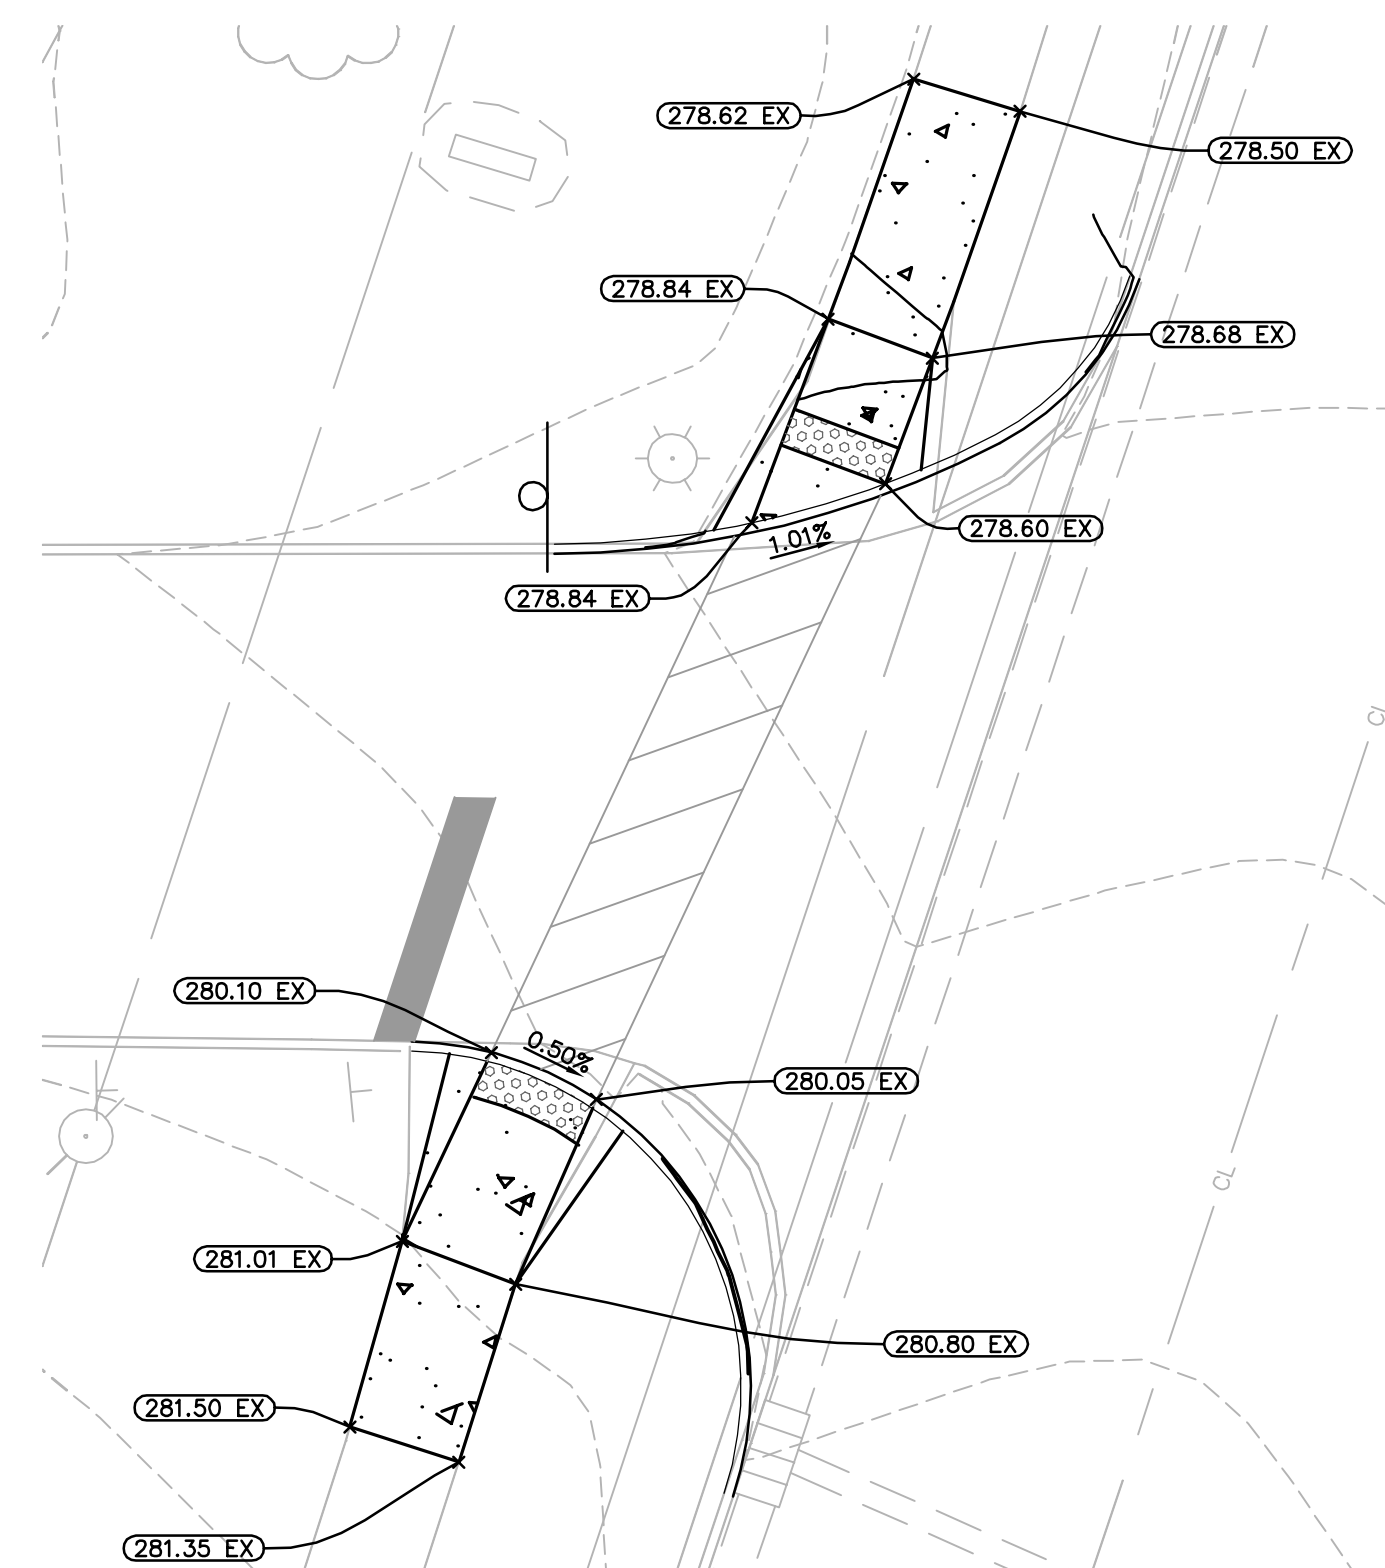 278.62 EX
278.50 EX
278.84 EX
278.68 EX
278.60 EX
1.01%
278.84 EX
CL
280.10 EX
0.50%
280.05 EX
CL
281.01 EX
280.80 EX
281.50 EX
281.35 EX